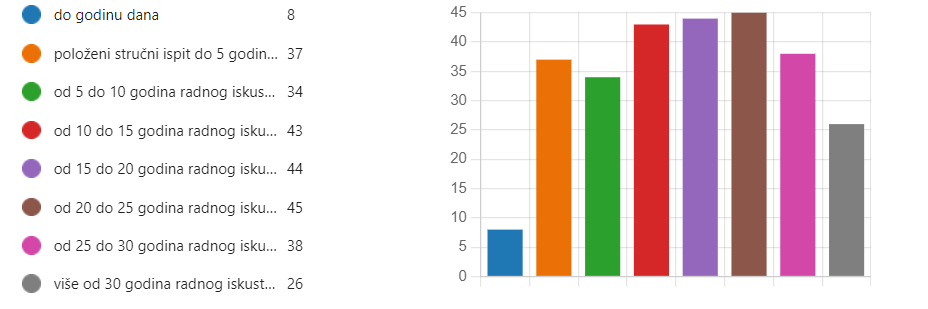 do godinu dana 8
položeni stručni ispit do 5 godin... 37
od 5 do 10 godina radnog iskus... 34
od 10 do 15 godina radnog isku... 43
od 15 do 20 godina radnog isku... 44
od 20 do 25 godina radnog isku... 45
od 25 do 30 godina radnog isku... 38
više od 30 godina radnog iskust... 26
45
40
35
30
25
20
15
10
5
0